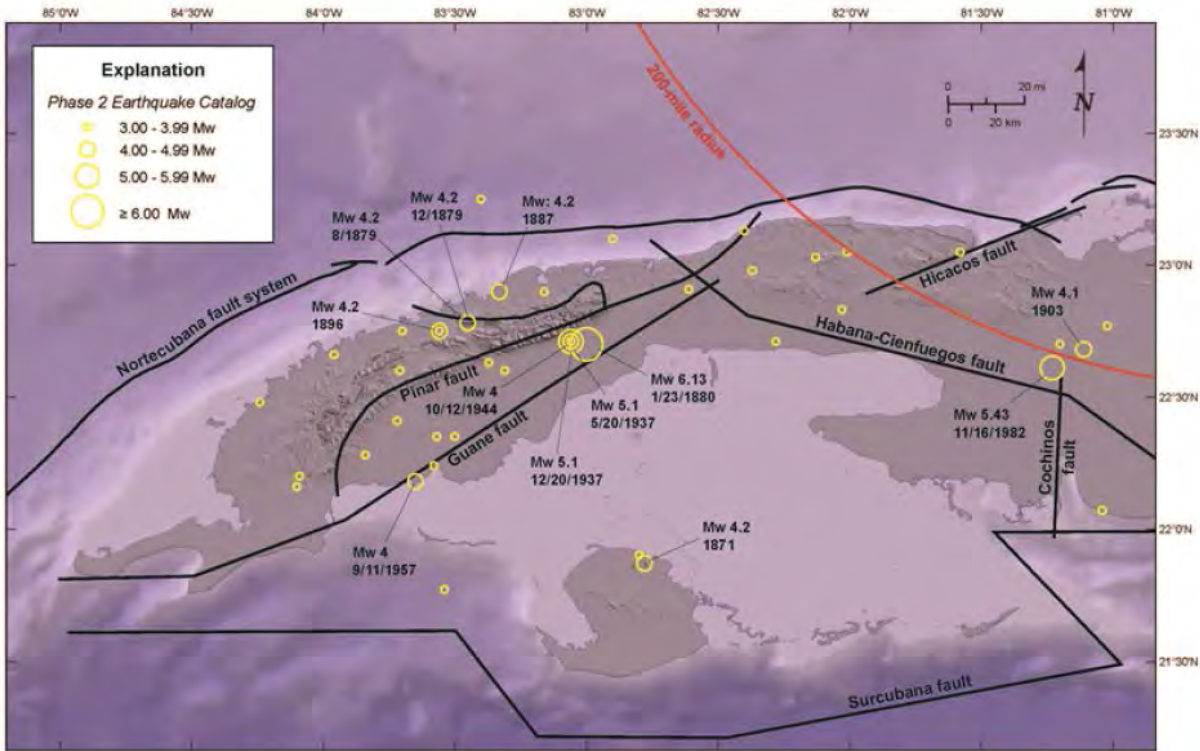 85°0'W
84°30'W
84°0'W
83°30'W
83°0'W
82°30'W
82°0'W
81°30'W
81°0'W
Explanation
Phase 2 Earthquake Catalog
3.00 - 3.99 Mw
4.00 - 4.99 Mw
5.00 - 5.99 Mw
≥ 6.00 Mw
200-mile radius
0 20 mi
0 20 km
N
23°30'N
23°0'N
22°30'N
22°0'N
21°30'N
Mw 4.2
8/1879
Mw 4.2
12/1879
Mw: 4.2
1887
Nortecubana fault system
Hicacos fault
Mw 4.2
1896
Mw 4.1
1903
Habana-Cienfuegos fault
Pinar fault
Mw 4
10/12/1944
Mw 6.13
1/23/1880
Mw 5.1
5/20/1937
Guane fault
Mw 5.43
11/16/1982
Mw 5.1
12/20/1937
Cochinos
fault
Mw 4
9/11/1957
Mw 4.2
1871
Surcubana fault